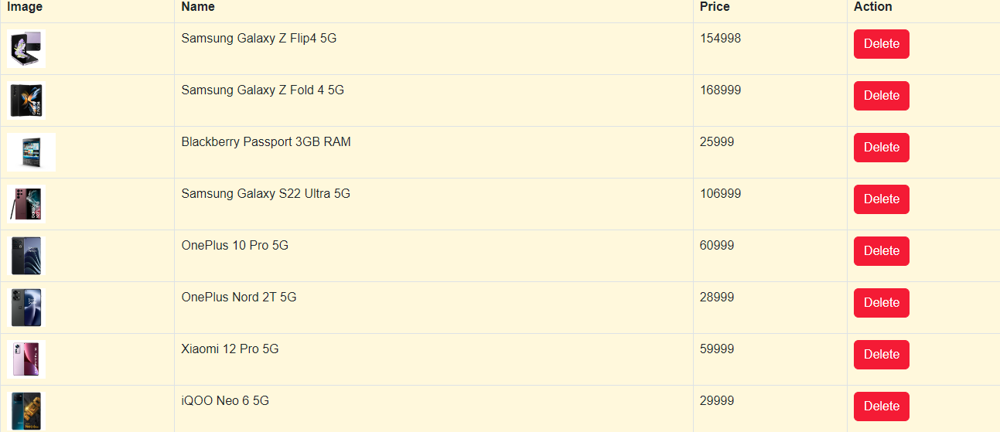 Image Name Price Action
Samsung Galaxy Z Flip4 5G 154998 Delete
Samsung Galaxy Z Fold 4 5G 168999 Delete
Blackberry Passport 3GB RAM 25999 Delete
Samsung Galaxy S22 Ultra 5G 106999 Delete
OnePlus 10 Pro 5G 60999 Delete
OnePlus Nord 2T 5G 28999 Delete
Xiaomi 12 Pro 5G 59999 Delete
iQOO Neo 6 5G 29999 Delete